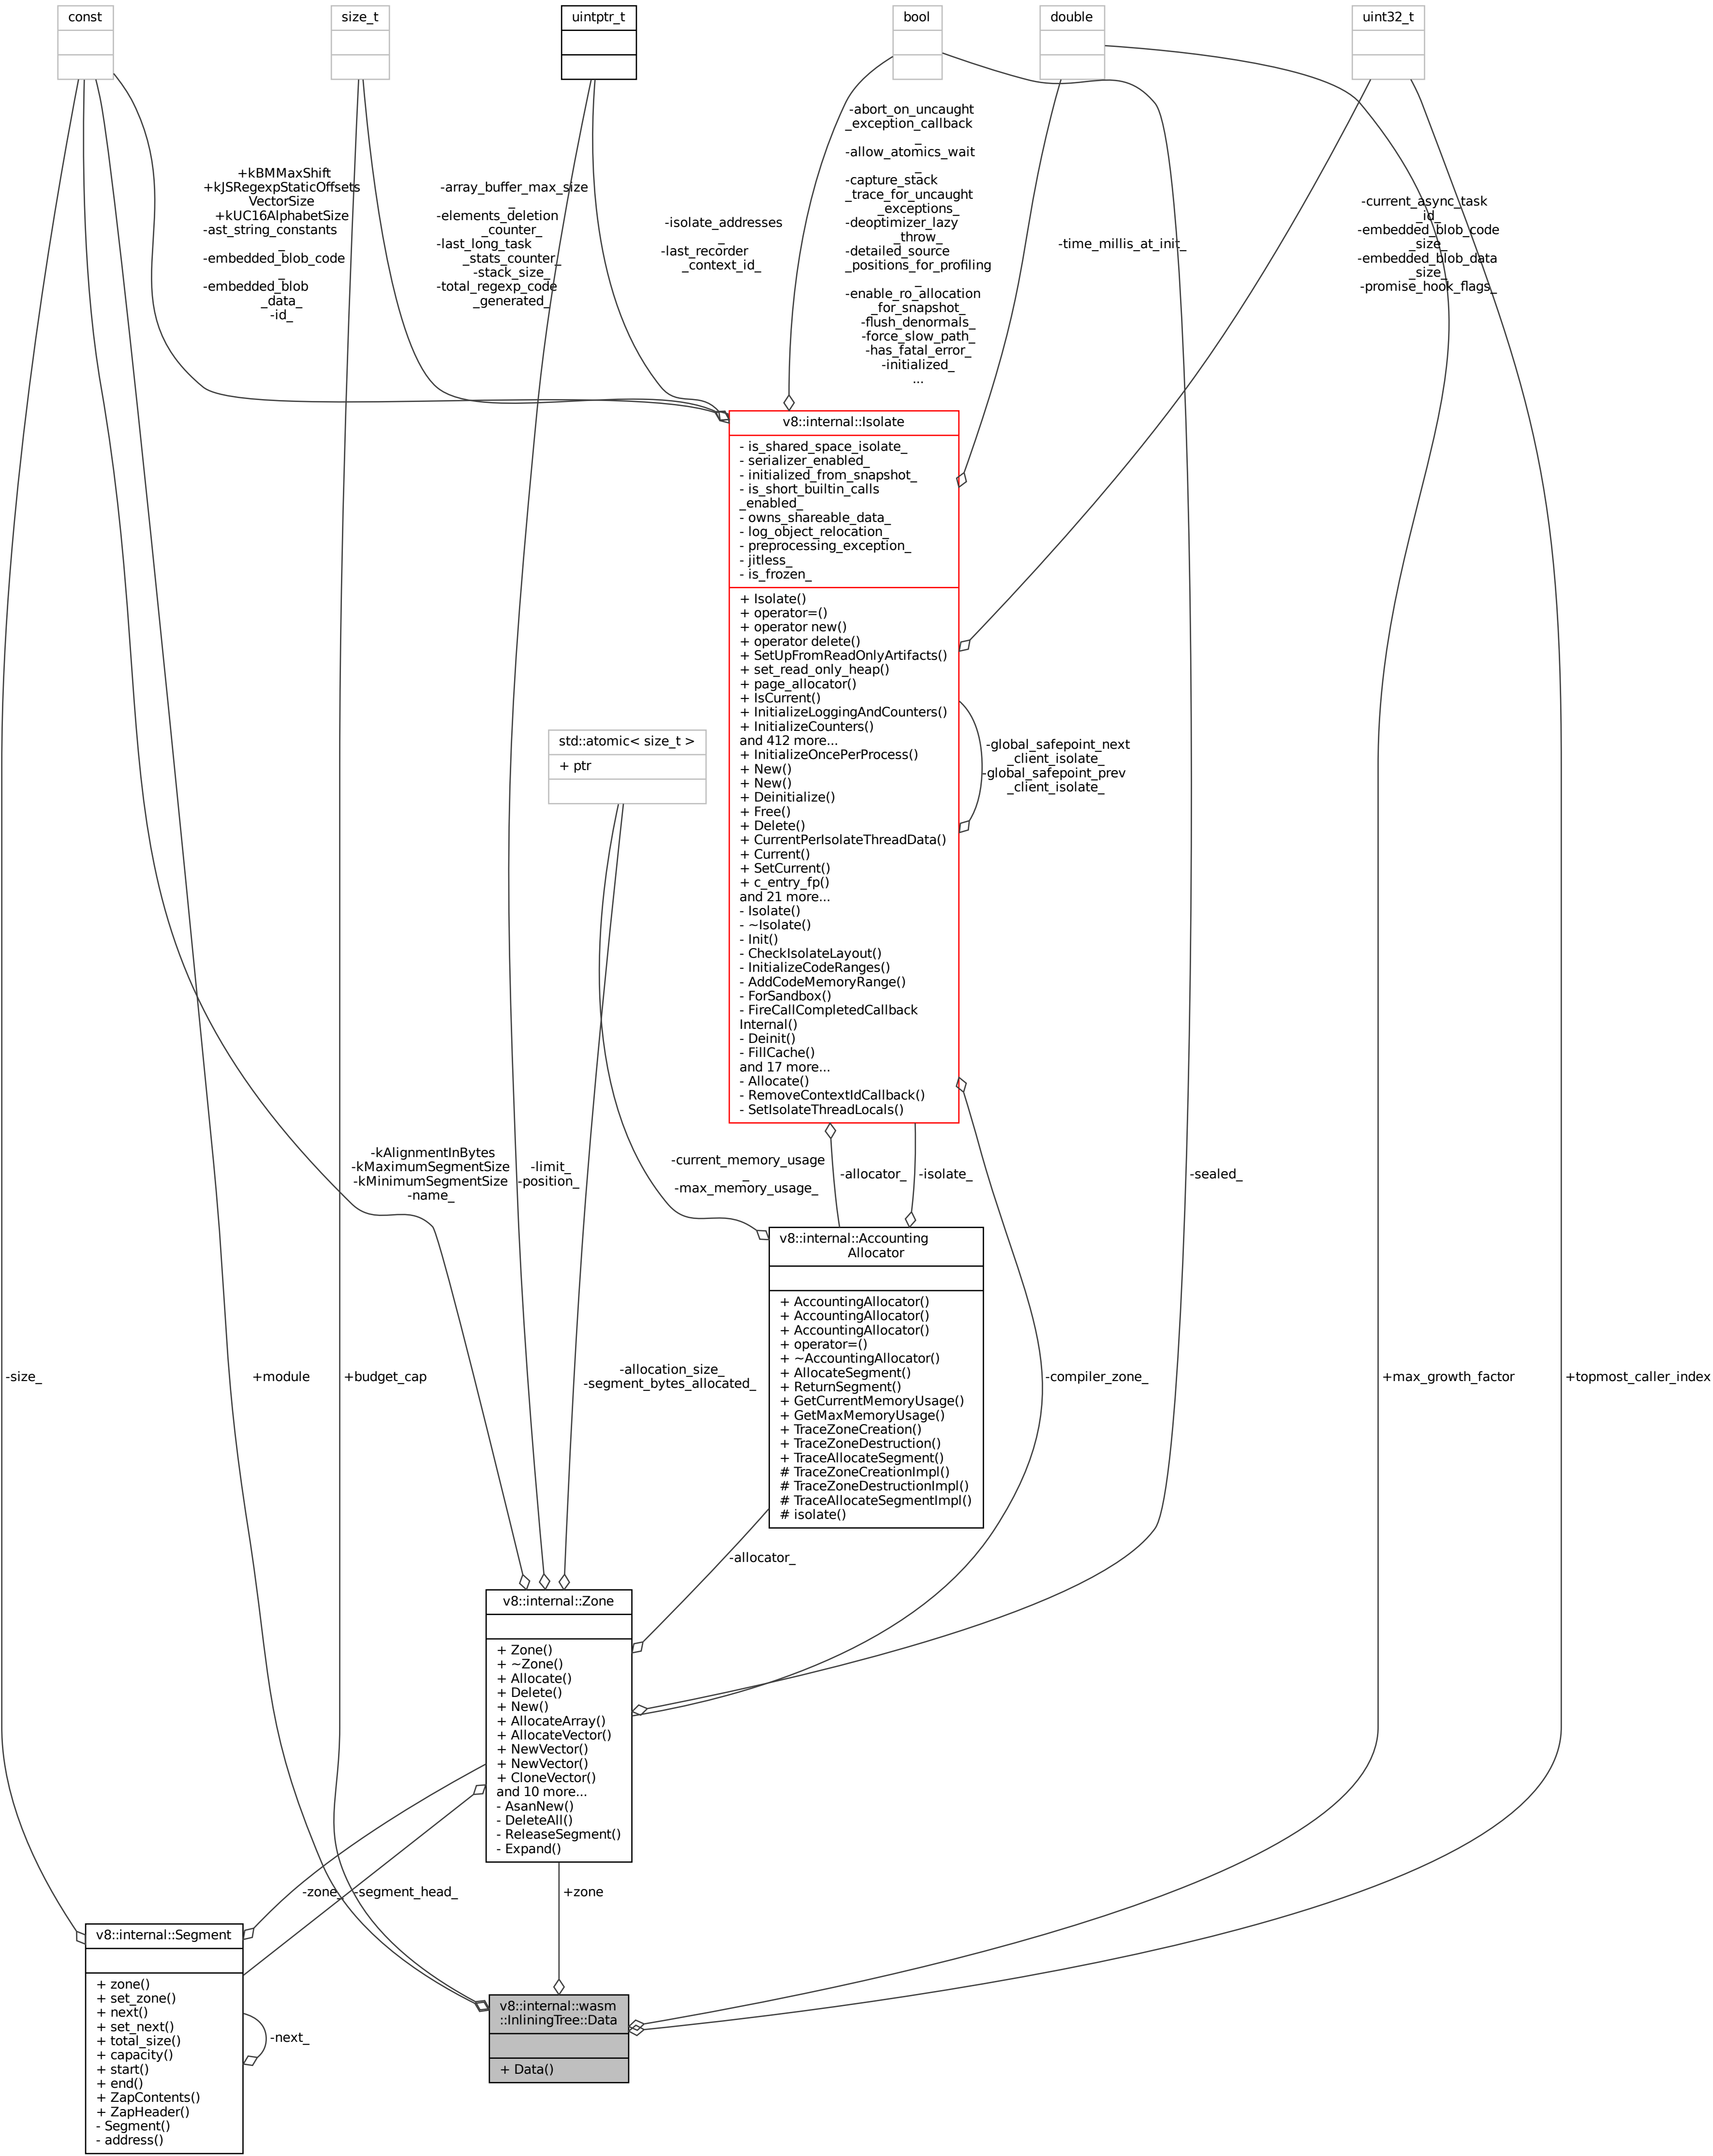 const
size_t
uintptr_t
bool
double
uint32_t
-abort_on_uncaught
_exception_callback
_
-allow_atomics_wait
_
-capture_stack
_trace_for_uncaught
_exceptions_
-deoptimizer_lazy
_throw_
-detailed_source
_positions_for_profiling
_
-enable_ro_allocation
_for_snapshot_
-flush_denormals_
-force_slow_path_
-has_fatal_error_
-initialized_
...
+kBMMaxShift
+kJSRegexpStaticOffsets
VectorSize
+kUC16AlphabetSize
-ast_string_constants
_
-embedded_blob_code
_
-embedded_blob
_data_
-id_
-array_buffer_max_size
_
-elements_deletion
_counter_
-last_long_task
_stats_counter_
-stack_size_
-total_regexp_code
_generated_
-isolate_addresses
_
-last_recorder
_context_id_
-time_millis_at_init_
-current_async_task
_id_
-embedded_blob_code
_size_
-embedded_blob_data
_size_
-promise_hook_flags_
v8::internal::Isolate
- is_shared_space_isolate_
- serializer_enabled_
- initialized_from_snapshot_
- is_short_builtin_calls
_enabled_
- owns_shareable_data_
- log_object_relocation_
- preprocessing_exception_
- jitless_
- is_frozen_
+ Isolate()
+ operator=()
+ operator new()
+ operator delete()
+ SetUpFromReadOnlyArtifacts()
+ set_read_only_heap()
+ page_allocator()
+ IsCurrent()
+ InitializeLoggingAndCounters()
+ InitializeCounters()
and 412 more...
+ InitializeOncePerProcess()
+ New()
+ New()
+ Deinitialize()
+ Free()
+ Delete()
+ CurrentPerIsolateThreadData()
+ Current()
+ SetCurrent()
+ c_entry_fp()
and 21 more...
- Isolate()
- ~Isolate()
- Init()
- CheckIsolateLayout()
- InitializeCodeRanges()
- AddCodeMemoryRange()
- ForSandbox()
- FireCallCompletedCallback
Internal()
- Deinit()
- FillCache()
and 17 more...
- Allocate()
- RemoveContextIdCallback()
- SetIsolateThreadLocals()
std::atomic< size_t >
+ ptr
-global_safepoint_next
_client_isolate_
-global_safepoint_prev
_client_isolate_
-kAlignmentInBytes
-kMaximumSegmentSize
-kMinimumSegmentSize
-name_
-limit_
-position_
-current_memory_usage
_
-max_memory_usage_
-allocator_
-isolate_
-sealed_
v8::internal::Accounting
Allocator
+ AccountingAllocator()
+ AccountingAllocator()
+ AccountingAllocator()
+ operator=()
+ ~AccountingAllocator()
+ AllocateSegment()
+ ReturnSegment()
+ GetCurrentMemoryUsage()
+ GetMaxMemoryUsage()
+ TraceZoneCreation()
+ TraceZoneDestruction()
+ TraceAllocateSegment()
# TraceZoneCreationImpl()
# TraceZoneDestructionImpl()
# TraceAllocateSegmentImpl()
# isolate()
-size_
+module
+budget_cap
-allocation_size_
-segment_bytes_allocated_
-compiler_zone_
+max_growth_factor
+topmost_caller_index
-allocator_
v8::internal::Zone
+ Zone()
+ ~Zone()
+ Allocate()
+ Delete()
+ New()
+ AllocateArray()
+ AllocateVector()
+ NewVector()
+ NewVector()
+ CloneVector()
and 10 more...
- AsanNew()
- DeleteAll()
- ReleaseSegment()
- Expand()
-zone_
-segment_head_
+zone
v8::internal::Segment
+ zone()
+ set_zone()
+ next()
+ set_next()
+ total_size()
+ capacity()
+ start()
+ end()
+ ZapContents()
+ ZapHeader()
- Segment()
- address()
-next_
v8::internal::wasm
::InliningTree::Data
+ Data()